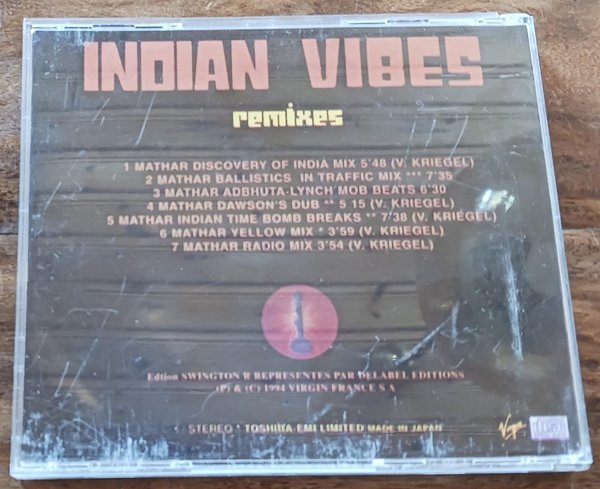 INDIAN VIBES
remixes
1 MATHAR DISCOVERY OF INDIA MIX 5'48 (V. KRIEGEL)
2 MATHAR BALLISTICS IN TRAFFIC MIX *** 7'35
3 MATHAR ADBHUTA-LYNCH MOB BEATS 6'30
4 MATHAR DAWSON'S DUB ** 5 15 (V. KRIEGEL)
5 MATHAR INDIAN TIME BOMB BREAKS ** 7'38 (V. KRIEGEL)
6 MATHAR YELLOW MIX * 3'59 (V. KRIEGEL)
7 MATHAR RADIO MIX 3'54 (V. KRIEGEL)
Edtion SWINGTON'R REPRESENTES PAR DELABEL EDITIONS
(P) & (C) 1994 VIRGIN FRANCE S A
STEREO * TOSHIBA-EMI LIMITED MADE IN JAPAN
Virgin